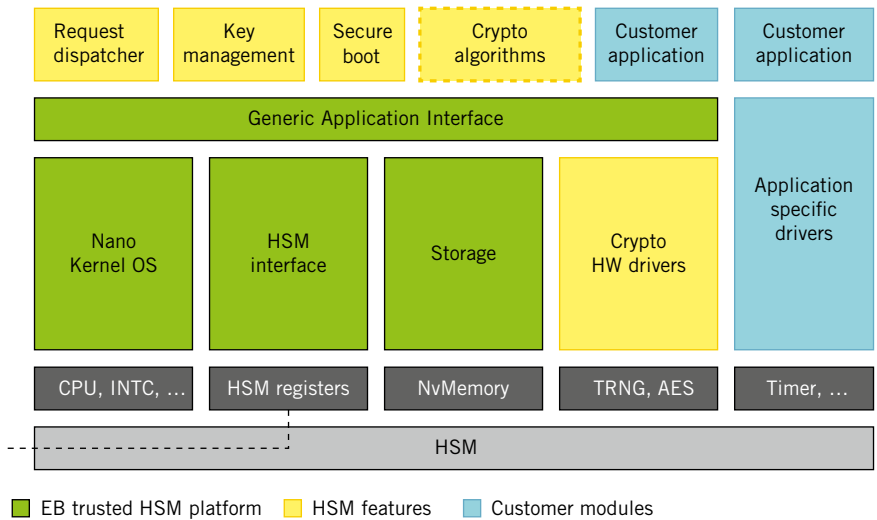 Request
dispatcher
Key
management
Secure
boot
Crypto
algorithms
Customer
application
Customer
application
Generic Application Interface
Nano
Kernel OS
HSM
interface
Storage
Crypto
HW drivers
Application
specific
drivers
CPU, INTC, …
HSM registers
NvMemory
TRNG, AES
Timer, …
HSM
EB trusted HSM platform
HSM features
Customer modules